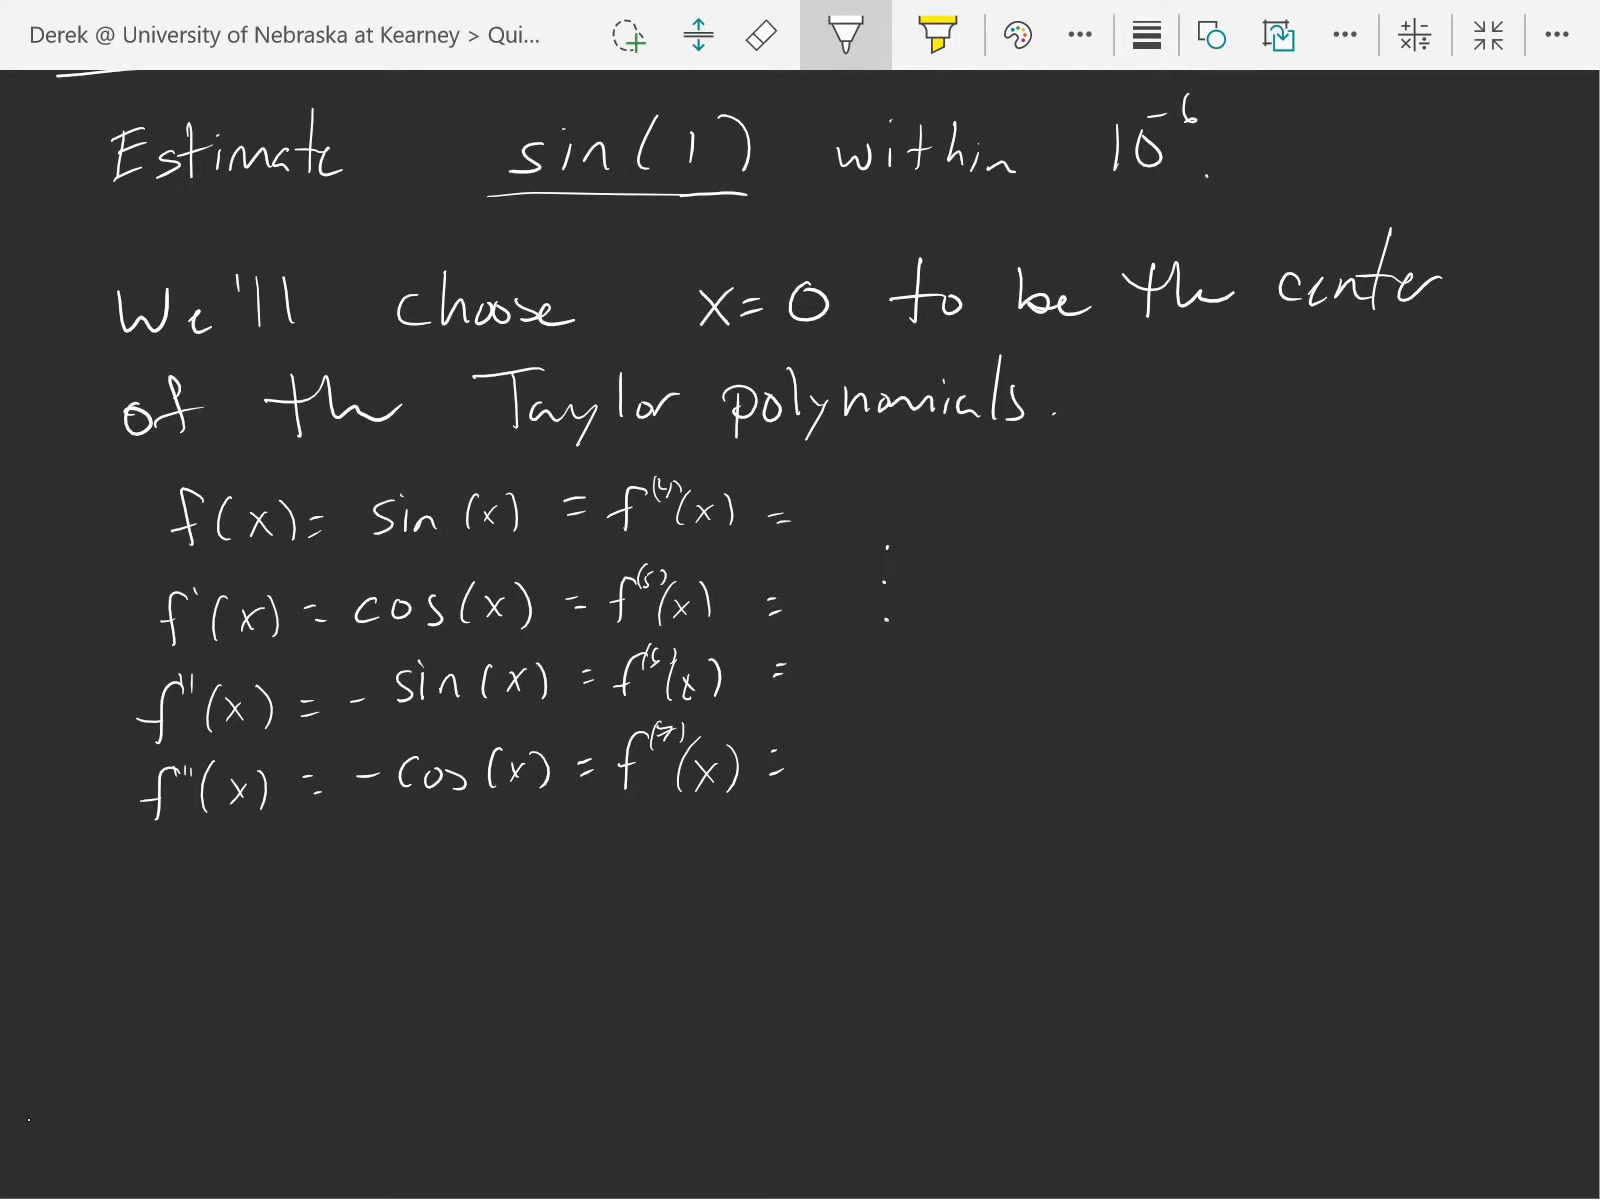 Derek @ University of Nebraska at Kearney > Qui...
Estimate sin(1) within 10^-6.
We'll choose x=0 to be the center
of the Taylor polynomials.
f(x) = sin(x) = f^(4)(x) =
f'(x) = cos(x) = f^(5)(x) =
f''(x) = - sin(x) = f^(6)(x) =
f'''(x) = - cos(x) = f^(7)(x) =